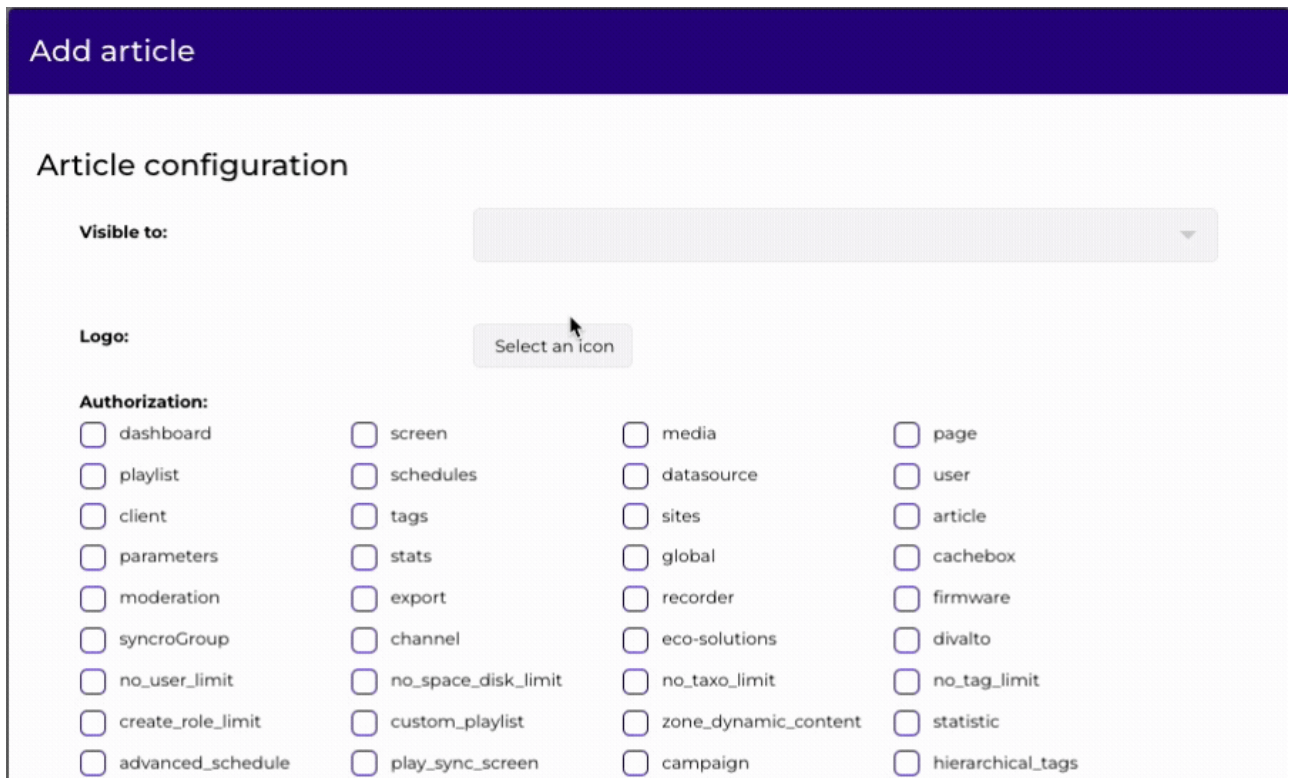 Add article
Article configuration
Visible to:
Logo:
Select an icon
Authorization:
dashboard screen media page
playlist schedules datasource user
client tags sites article
parameters stats global cachebox
moderation export recorder firmware
syncroGroup channel eco-solutions divalto
no_user_limit no_space_disk_limit no_taxo_limit no_tag_limit
create_role_limit custom_playlist zone_dynamic_content statistic
advanced_schedule play_sync_screen campaign hierarchical_tags